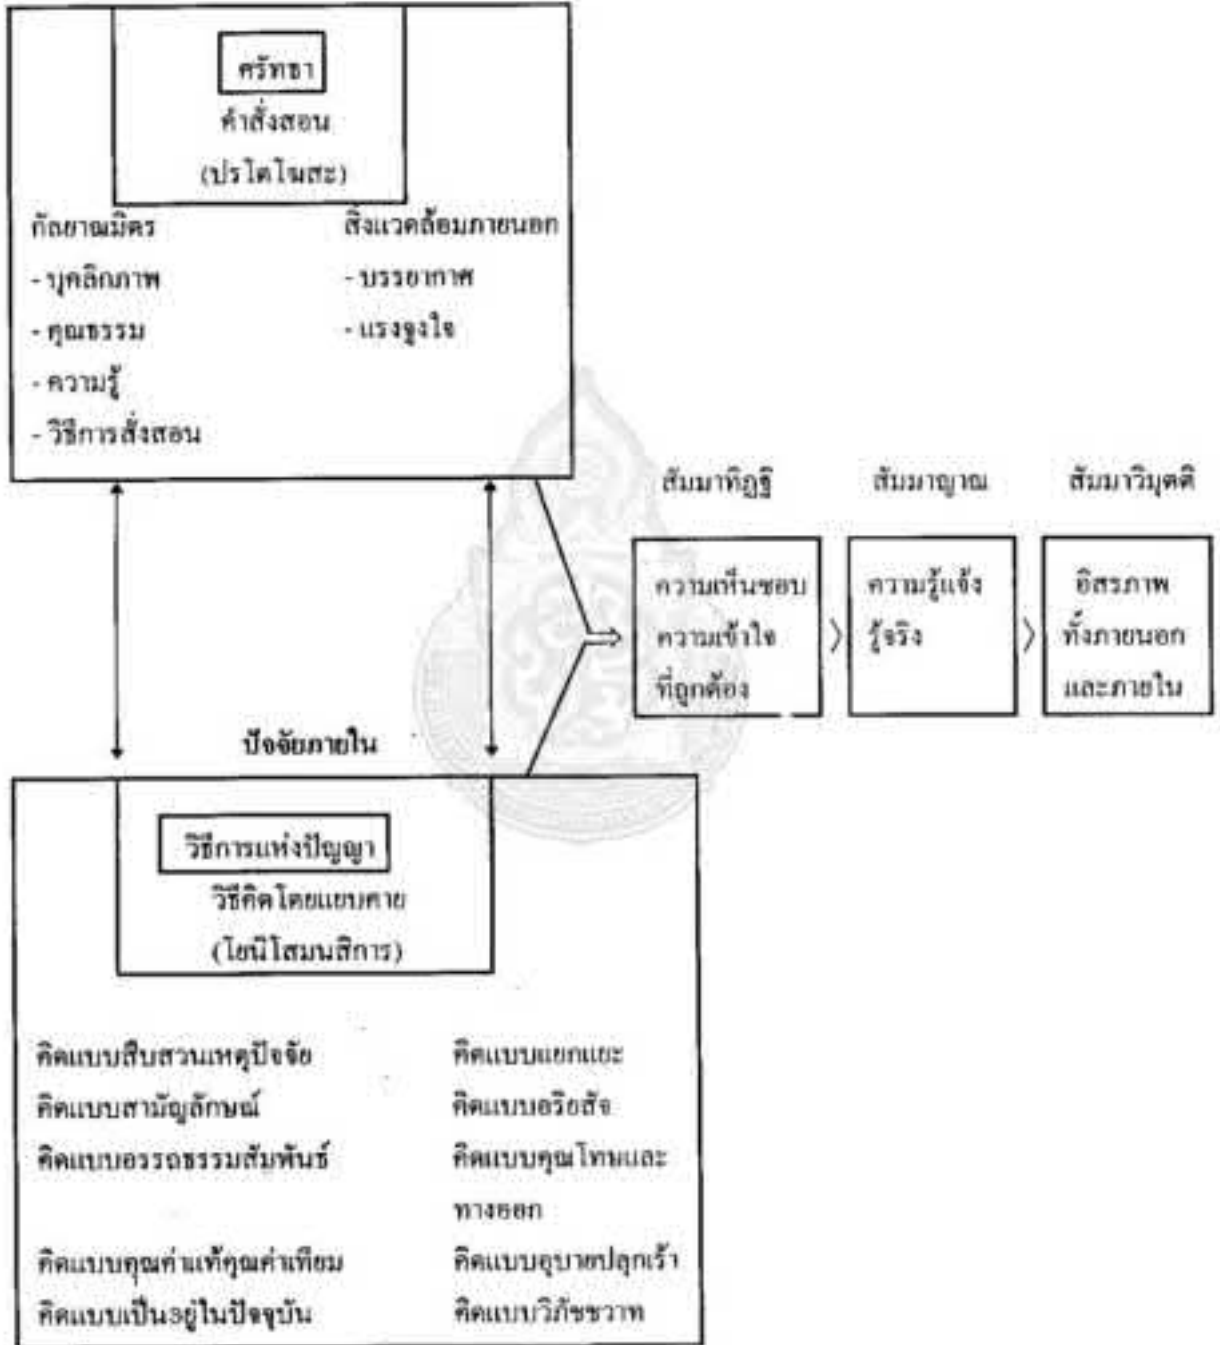 ศรัทธา
คำสั่งสอน
(ปรโตโฆสะ)
กัลยาณมิตร สิ่งแวดล้อมภายนอก
- บุคลิกภาพ - บรรยากาศ
- คุณธรรม - แรงจูงใจ
- ความรู้
- วิธีการสั่งสอน
สัมมาทิฏฐิ สัมมาญาณ สัมมาวิมุตติ
ความเห็นชอบ ความรู้แจ้ง อิสรภาพ
ความเข้าใจ > รู้จริง > ทั้งภายนอก
ที่ถูกต้อง และภายใน
ปัจจัยภายใน
วิธีการแห่งปัญญา
วิธีคิดโดยแยบคาย
(โยนิโสมนสิการ)
คิดแบบสืบสวนเหตุปัจจัย คิดแบบแยกแยะ
คิดแบบสามัญลักษณ์ คิดแบบอริยสัจ
คิดแบบอรรถธรรมสัมพันธ์ คิดแบบคุณโทษและ
ทางออก
คิดแบบคุณค่าแท้คุณค่าเทียม คิดแบบอุบายปลุกเร้า
คิดแบบเป็นอยู่ในปัจจุบัน คิดแบบวิภัชชวาท